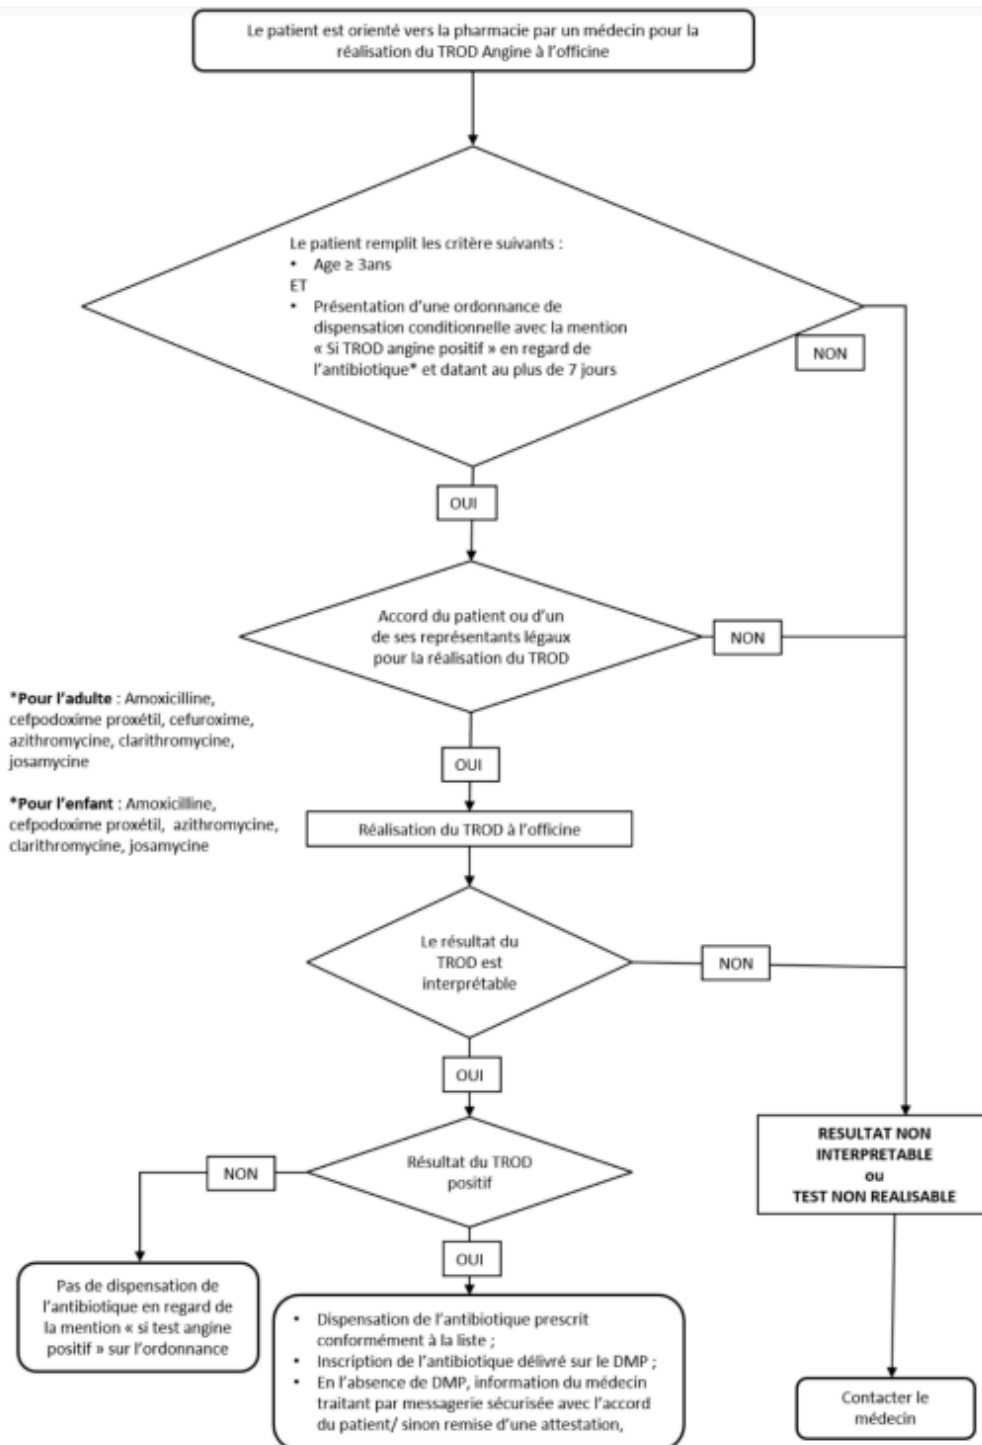 Le patient est orienté vers la pharmacie par un médecin pour la
réalisation du TROD Angine à l'officine
Le patient remplit les critère suivants :
• Age ≥ 3ans
ET
• Présentation d'une ordonnance de
dispensation conditionnelle avec la mention
« Si TROD angine positif » en regard de
l'antibiotique* et datant au plus de 7 jours
NON
OUI
Accord du patient ou d'un
de ses représentants légaux
pour la réalisation du TROD
NON
*Pour l'adulte : Amoxicilline,
cefpodoxime proxétil, cefuroxime,
azithromycine, clarithromycine,
josamycine
OUI
*Pour l'enfant : Amoxicilline,
cefpodoxime proxétil, azithromycine,
clarithromycine, josamycine
Réalisation du TROD à l'officine
Le résultat du
TROD est
interprétable
NON
OUI
Résultat du TROD
positif
NON
RESULTAT NON
INTERPRETABLE
ou
TEST NON REALISABLE
OUI
Pas de dispensation de
l'antibiotique en regard de
la mention « si test angine
positif » sur l'ordonnance
• Dispensation de l'antibiotique prescrit
conformément à la liste ;
• Inscription de l'antibiotique délivré sur le DMP ;
• En l'absence de DMP, information du médecin
traitant par messagerie sécurisée avec l'accord
du patient/ sinon remise d'une attestation,
Contacter le
médecin